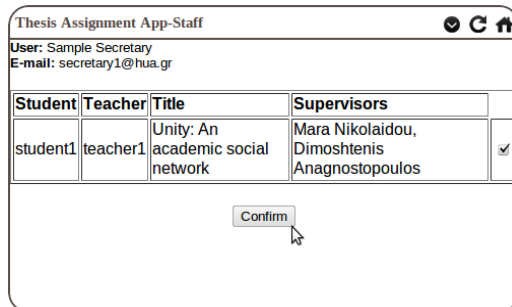 Thesis Assignment App-Staff
User: Sample Secretary
E-mail: secretary1@hua.gr
Student Teacher Title Supervisors
student1 teacher1 Unity: An academic social network Mara Nikolaidou, Dimoshtenis Anagnostopoulos
Confirm